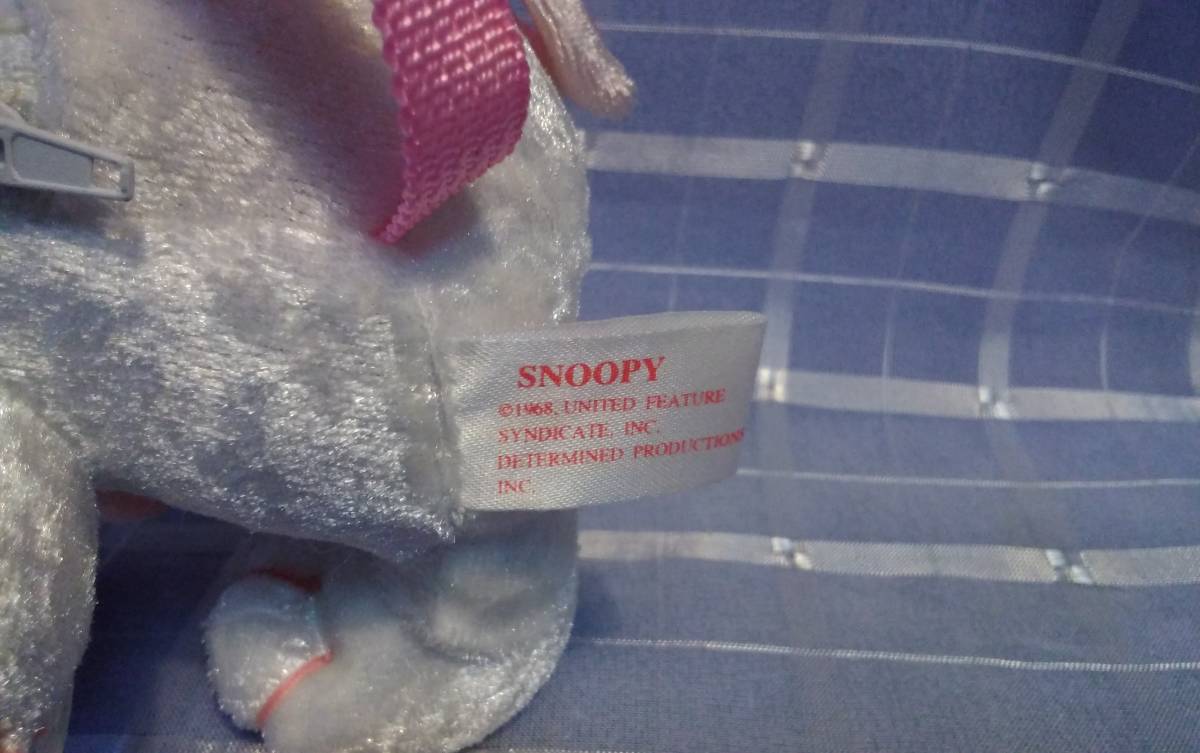 SNOOPY
©1968, UNITED FEATURE
SYNDICATE, INC.
DETERMINED PRODUCTIONS
INC.